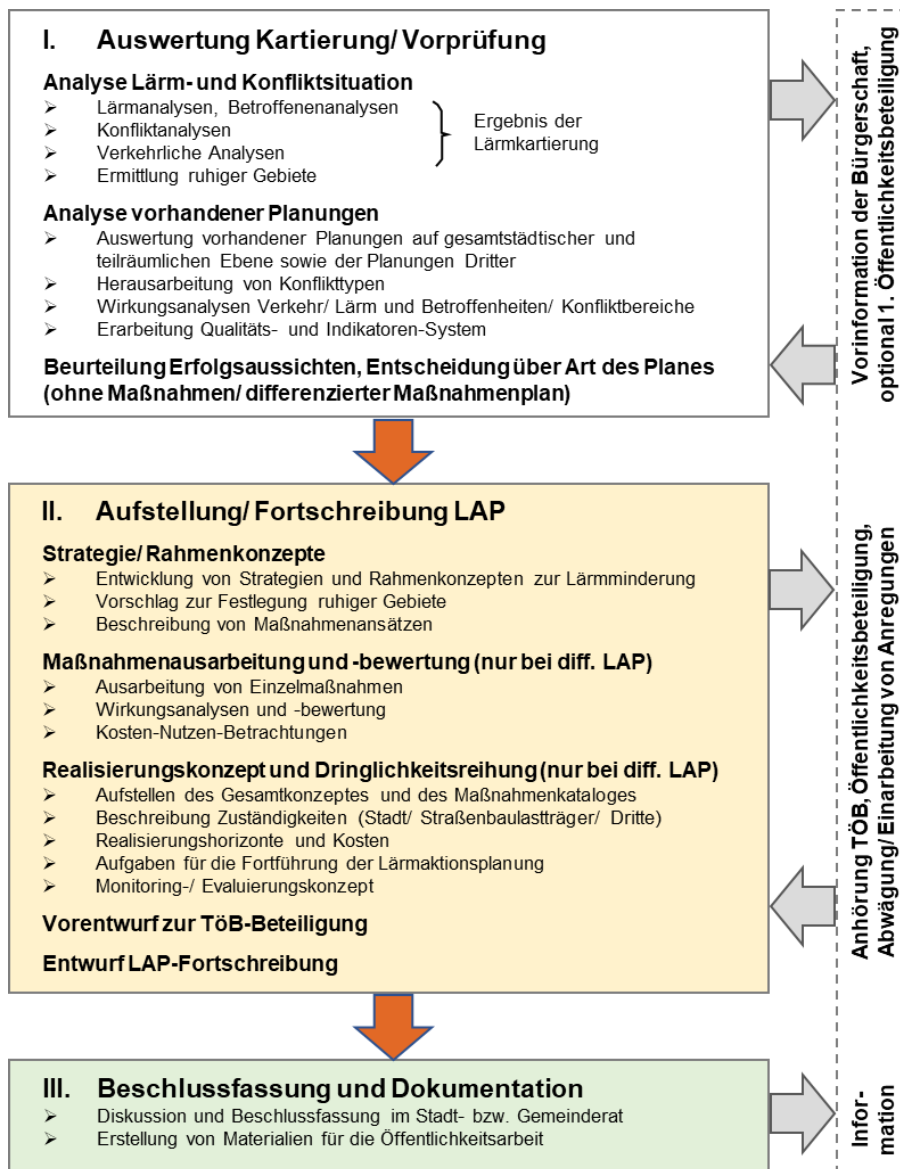 I. Auswertung Kartierung/ Vorprüfung
Analyse Lärm- und Konfliktsituation
➢ Lärmanalysen, Betroffenenanalysen
➢ Konfliktanalysen
➢ Verkehrliche Analysen
➢ Ermittlung ruhiger Gebiete
Ergebnis der
Lärmkartierung
Analyse vorhandener Planungen
➢ Auswertung vorhandener Planungen auf gesamtstädtischer und
teilräumlichen Ebene sowie der Planungen Dritter
➢ Herausarbeitung von Konflikttypen
➢ Wirkungsanalysen Verkehr/ Lärm und Betroffenheiten/ Konfliktbereiche
➢ Erarbeitung Qualitäts- und Indikatoren-System
Beurteilung Erfolgsaussichten, Entscheidung über Art des Planes
(ohne Maßnahmen/ differenzierter Maßnahmenplan)
Vorinformation der Bürgerschaft,
optional 1. Öffentlichkeitsbeteiligung
II. Aufstellung/ Fortschreibung LAP
Strategie/ Rahmenkonzepte
➢ Entwicklung von Strategien und Rahmenkonzepten zur Lärmminderung
➢ Vorschlag zur Festlegung ruhiger Gebiete
➢ Beschreibung von Maßnahmenansätzen
Maßnahmenausarbeitung und -bewertung (nur bei diff. LAP)
➢ Ausarbeitung von Einzelmaßnahmen
➢ Wirkungsanalysen und -bewertung
➢ Kosten-Nutzen-Betrachtungen
Realisierungskonzept und Dringlichkeitsreihung (nur bei diff. LAP)
➢ Aufstellen des Gesamtkonzeptes und des Maßnahmenkataloges
➢ Beschreibung Zuständigkeiten (Stadt/ Straßenbaulastträger/ Dritte)
➢ Realisierungshorizonte und Kosten
➢ Aufgaben für die Fortführung der Lärmaktionsplanung
➢ Monitoring-/ Evaluierungskonzept
Vorentwurf zur TöB-Beteiligung
Entwurf LAP-Fortschreibung
Anhörung TÖB, Öffentlichkeitsbeteiligung,
Abwägung/ Einarbeitung von Anregungen
III. Beschlussfassung und Dokumentation
➢ Diskussion und Beschlussfassung im Stadt- bzw. Gemeinderat
➢ Erstellung von Materialien für die Öffentlichkeitsarbeit
Infor-
mation